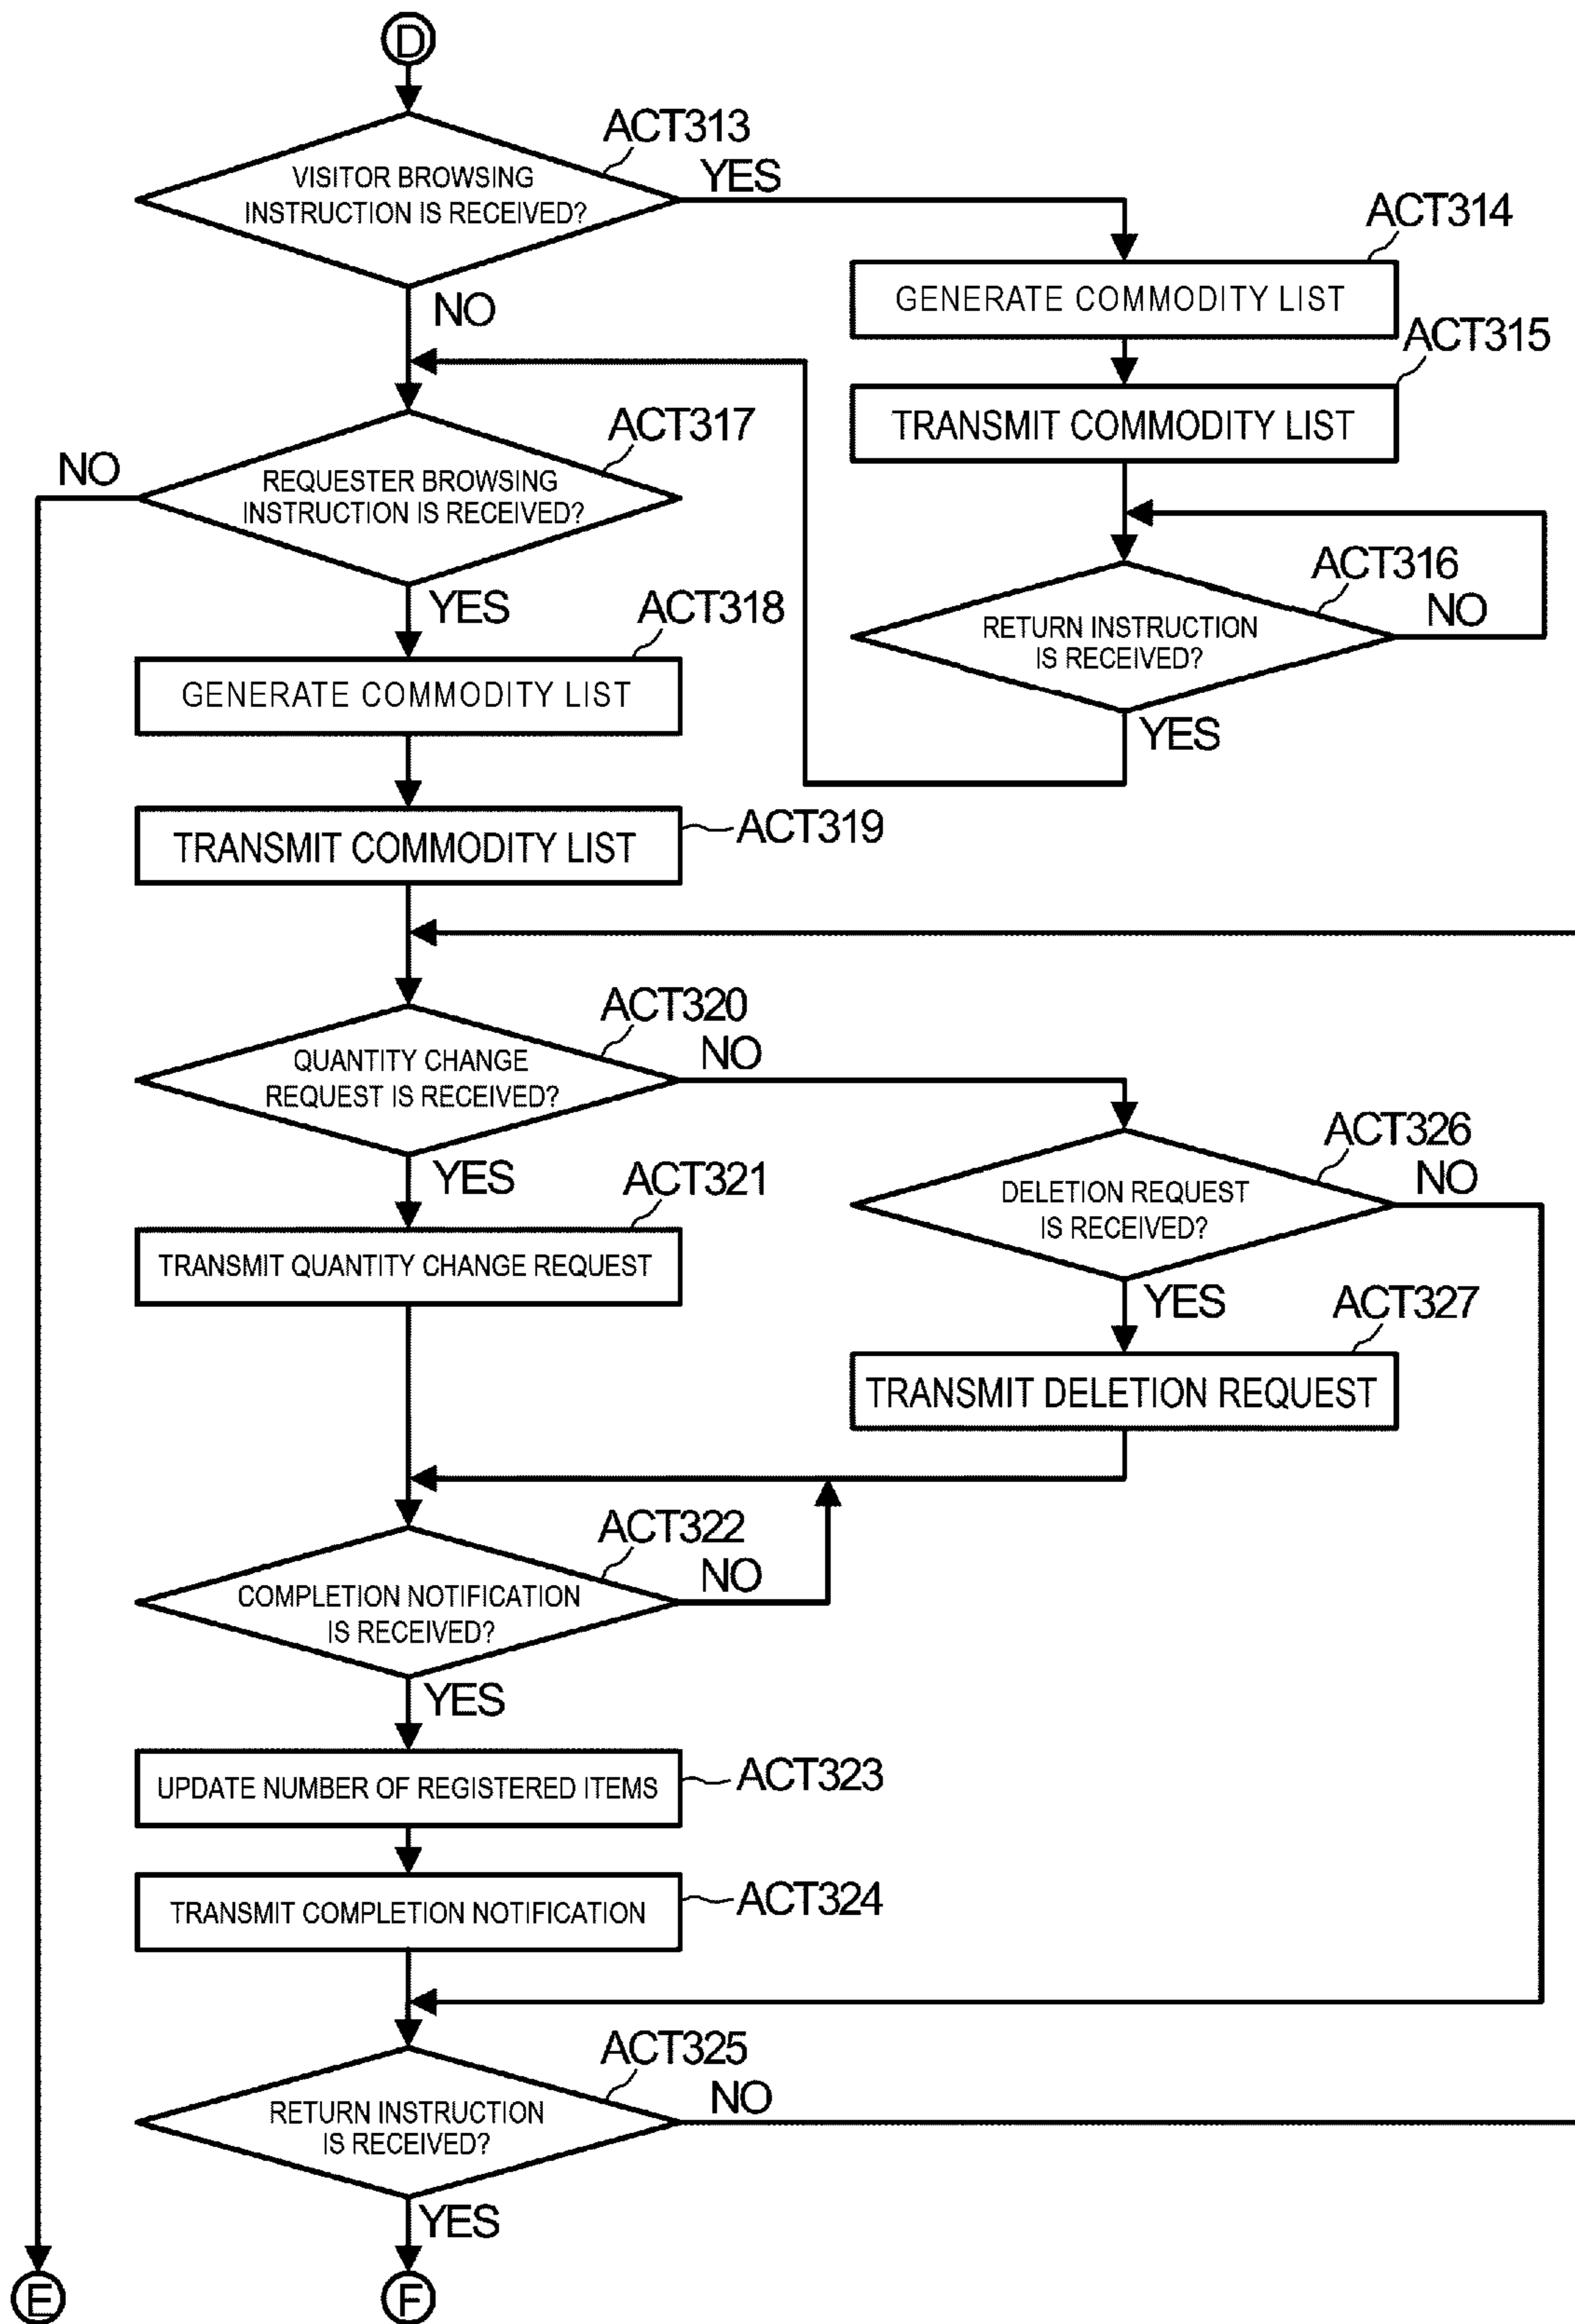 D
ACT313
VISITOR BROWSING
INSTRUCTION IS RECEIVED?
YES
NO
ACT314
GENERATE COMMODITY LIST
ACT315
TRANSMIT COMMODITY LIST
ACT316
RETURN INSTRUCTION
IS RECEIVED?
NO
YES
ACT317
REQUESTER BROWSING
INSTRUCTION IS RECEIVED?
NO
YES
ACT318
GENERATE COMMODITY LIST
TRANSMIT COMMODITY LIST
ACT319
ACT320
QUANTITY CHANGE
REQUEST IS RECEIVED?
NO
YES
ACT321
TRANSMIT QUANTITY CHANGE REQUEST
ACT326
DELETION REQUEST
IS RECEIVED?
NO
YES
ACT327
TRANSMIT DELETION REQUEST
ACT322
COMPLETION NOTIFICATION
IS RECEIVED?
NO
YES
UPDATE NUMBER OF REGISTERED ITEMS
ACT323
TRANSMIT COMPLETION NOTIFICATION
ACT324
ACT325
RETURN INSTRUCTION
IS RECEIVED?
NO
YES
E
F